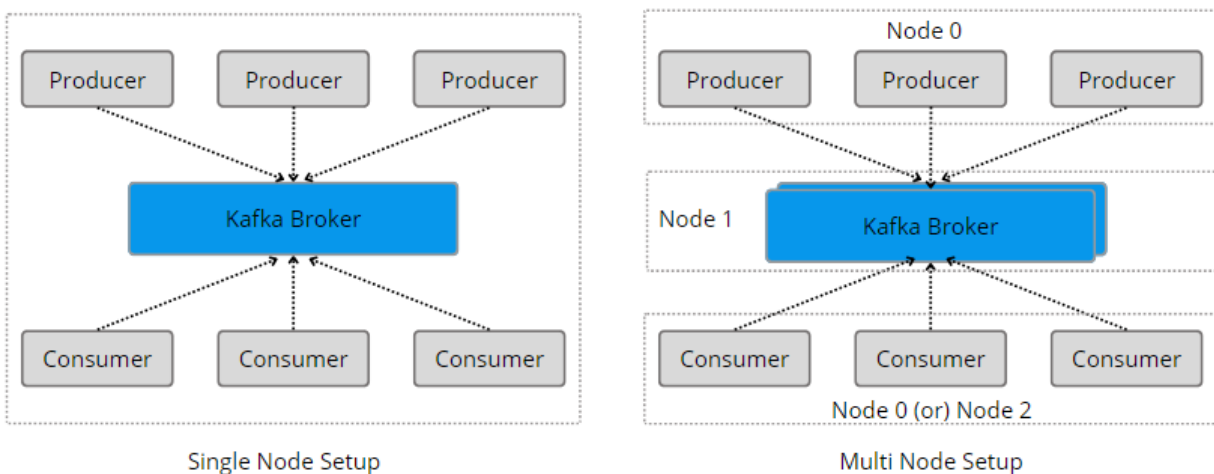 Producer
Producer
Producer
Kafka Broker
Consumer
Consumer
Consumer
Single Node Setup
Node 0
Producer
Producer
Producer
Node 1
Kafka Broker
Consumer
Consumer
Consumer
Node 0 (or) Node 2
Multi Node Setup